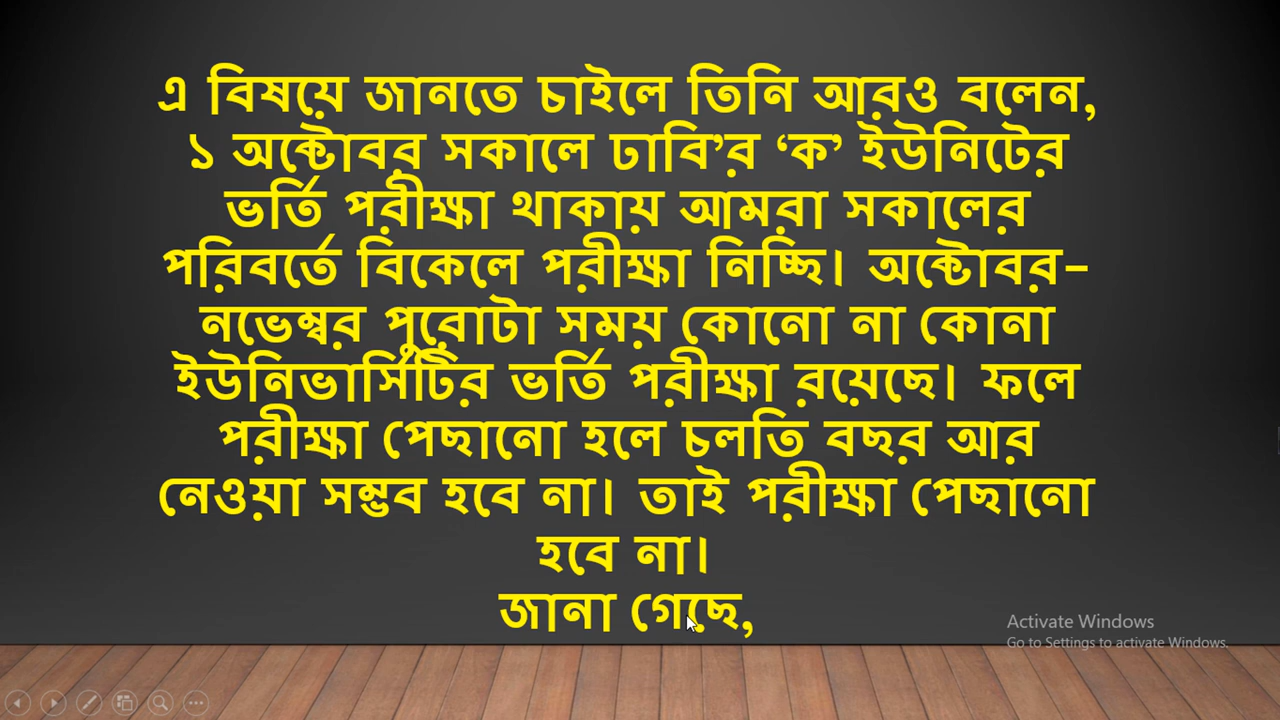 এ বিষয়ে জানতে চাইলে তিনি আরও বলেন,
১ অক্টোবর সকালে ঢাবি’র ‘ক’ ইউনিটের
ভর্তি পরীক্ষা থাকায় আমরা সকালের
পরিবর্তে বিকেলে পরীক্ষা নিচ্ছি। অক্টোবর-
নভেম্বর পুরোটা সময় কোনো না কোনা
ইউনিভার্সিটির ভর্তি পরীক্ষা রয়েছে। ফলে
পরীক্ষা পেছানো হলে চলতি বছর আর
নেওয়া সম্ভব হবে না। তাই পরীক্ষা পেছানো
হবে না।
জানা গেছে,
Activate Windows
Go to Settings to activate Windows.